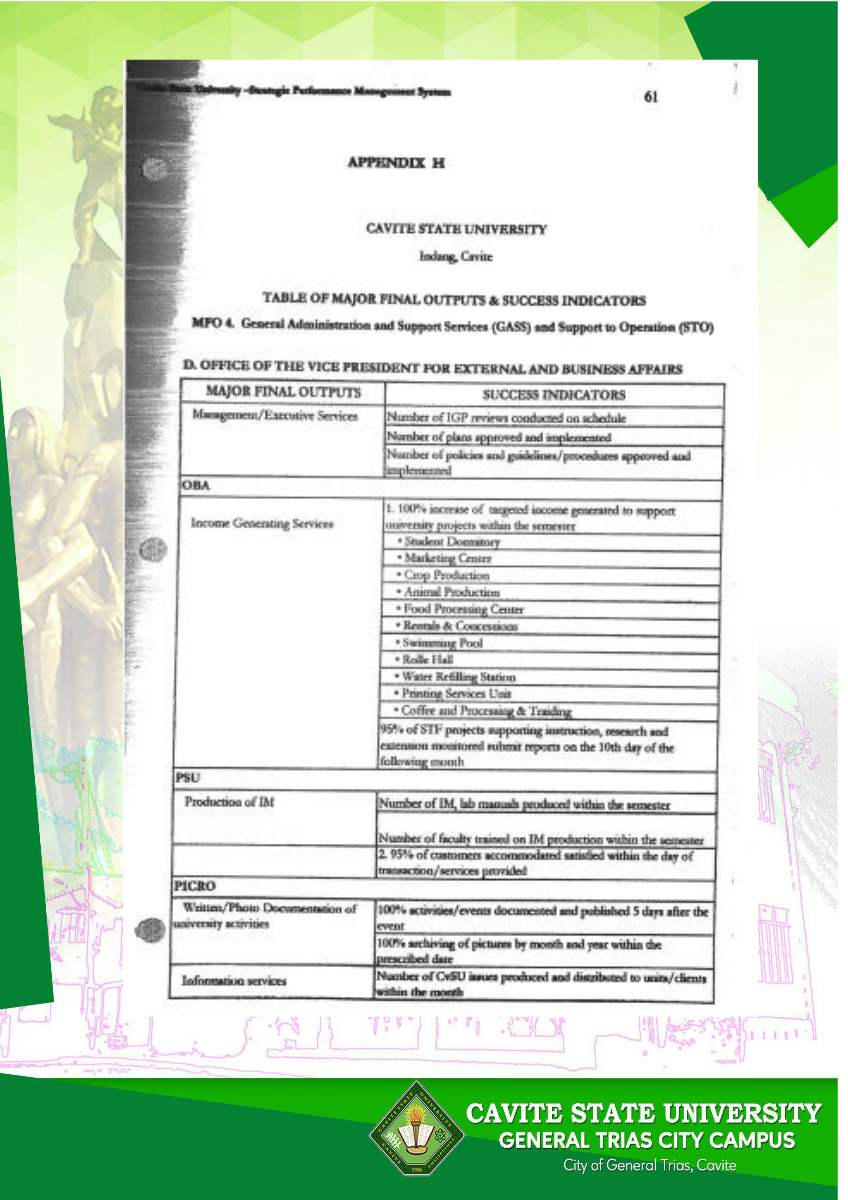 State University -Strategic Performance Management System
61
APPENDIX H
CAVITE STATE UNIVERSITY
Indang, Cavite
TABLE OF MAJOR FINAL OUTPUTS & SUCCESS INDICATORS
MFO 4. General Administration and Support Services (GASS) and Support to Operation (STO)
D. OFFICE OF THE VICE PRESIDENT FOR EXTERNAL AND BUSINESS AFFAIRS
MAJOR FINAL OUTPUTS
SUCCESS INDICATORS
Management/Executive Services
Number of IGP reviews conducted on schedule
Number of plans approved and implemented
Number of policies and guidelines/procedures approved and
implemented
OBA
Income Generating Services
1. 100% increase of targeted income generated to support
university projects within the semester
• Student Dormitory
• Marketing Center
• Crop Production
• Animal Production
• Food Processing Center
• Rentals & Concessions
• Swimming Pool
• Rolle Hall
• Water Refilling Station
• Printing Services Unit
• Coffee and Processing & Trading
95% of STF projects supporting instruction, research and
extension monitored submit reports on the 10th day of the
following month
PSU
Production of IM
Number of IM, lab manuals produced within the semester
Number of faculty trained on IM production within the semester
2. 95% of customers accommodated satisfied within the day of
transaction/services provided
PICRO
Written/Photo Documentation of
university activities
100% activities/events documented and published 5 days after the
event
100% archiving of pictures by month and year within the
prescribed date
Information services
Number of CvSU issues produced and distributed to units/clients
within the month
CAVITE STATE UNIVERSITY
GENERAL TRIAS CITY CAMPUS
City of General Trias, Cavite
1906